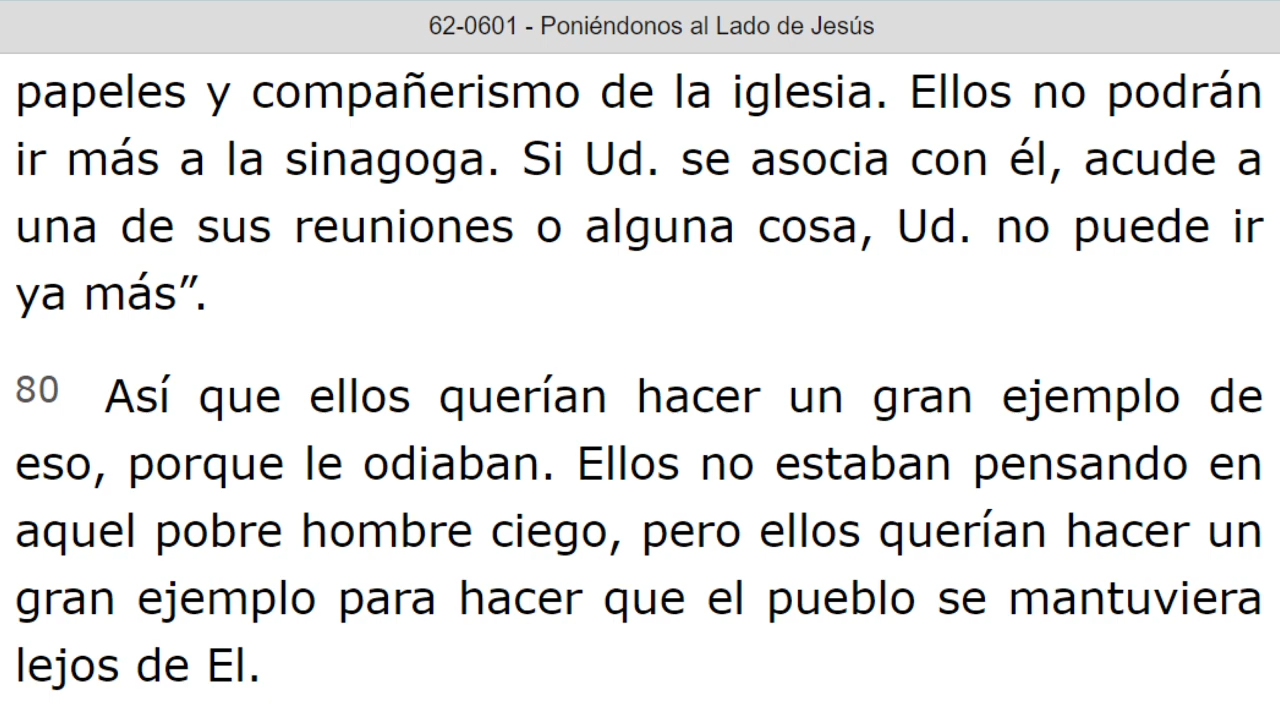 62-0601 - Poniéndonos al Lado de Jesús
papeles y compañerismo de la iglesia. Ellos no podrán
ir más a la sinagoga. Si Ud. se asocia con él, acude a
una de sus reuniones o alguna cosa, Ud. no puede ir
ya más”.
80 Así que ellos querían hacer un gran ejemplo de
eso, porque le odiaban. Ellos no estaban pensando en
aquel pobre hombre ciego, pero ellos querían hacer un
gran ejemplo para hacer que el pueblo se mantuviera
lejos de El.